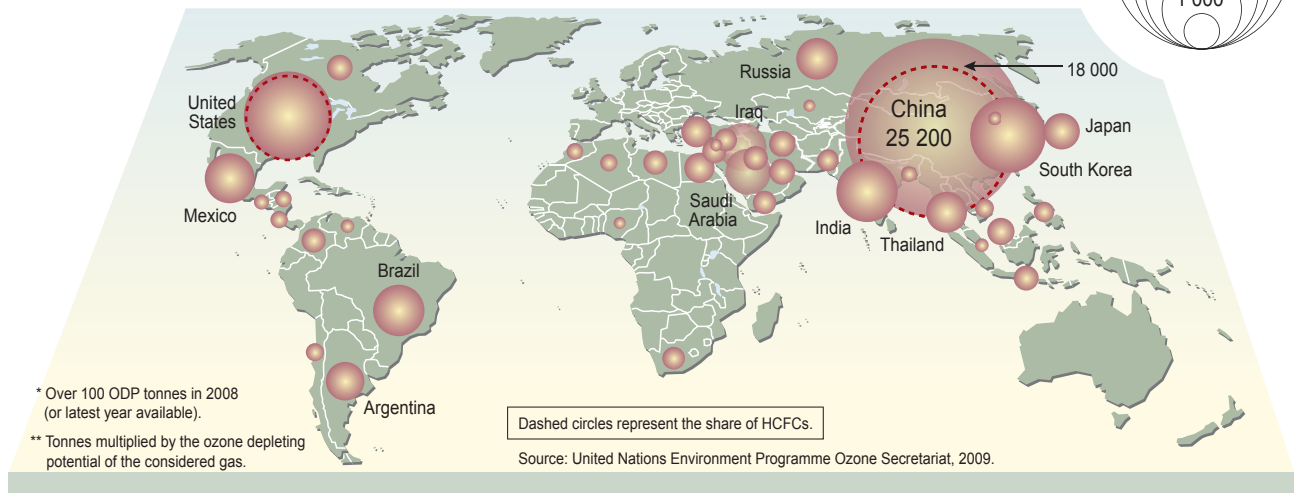 1 000
Russia
18 000
United
States
Iraq
China
25 200
Japan
South Korea
Mexico
Saudi
Arabia
India
Thailand
Brazil
Argentina
* Over 100 ODP tonnes in 2008
(or latest year available).
** Tonnes multiplied by the ozone depleting
potential of the considered gas.
Dashed circles represent the share of HCFCs.
Source: United Nations Environment Programme Ozone Secretariat, 2009.